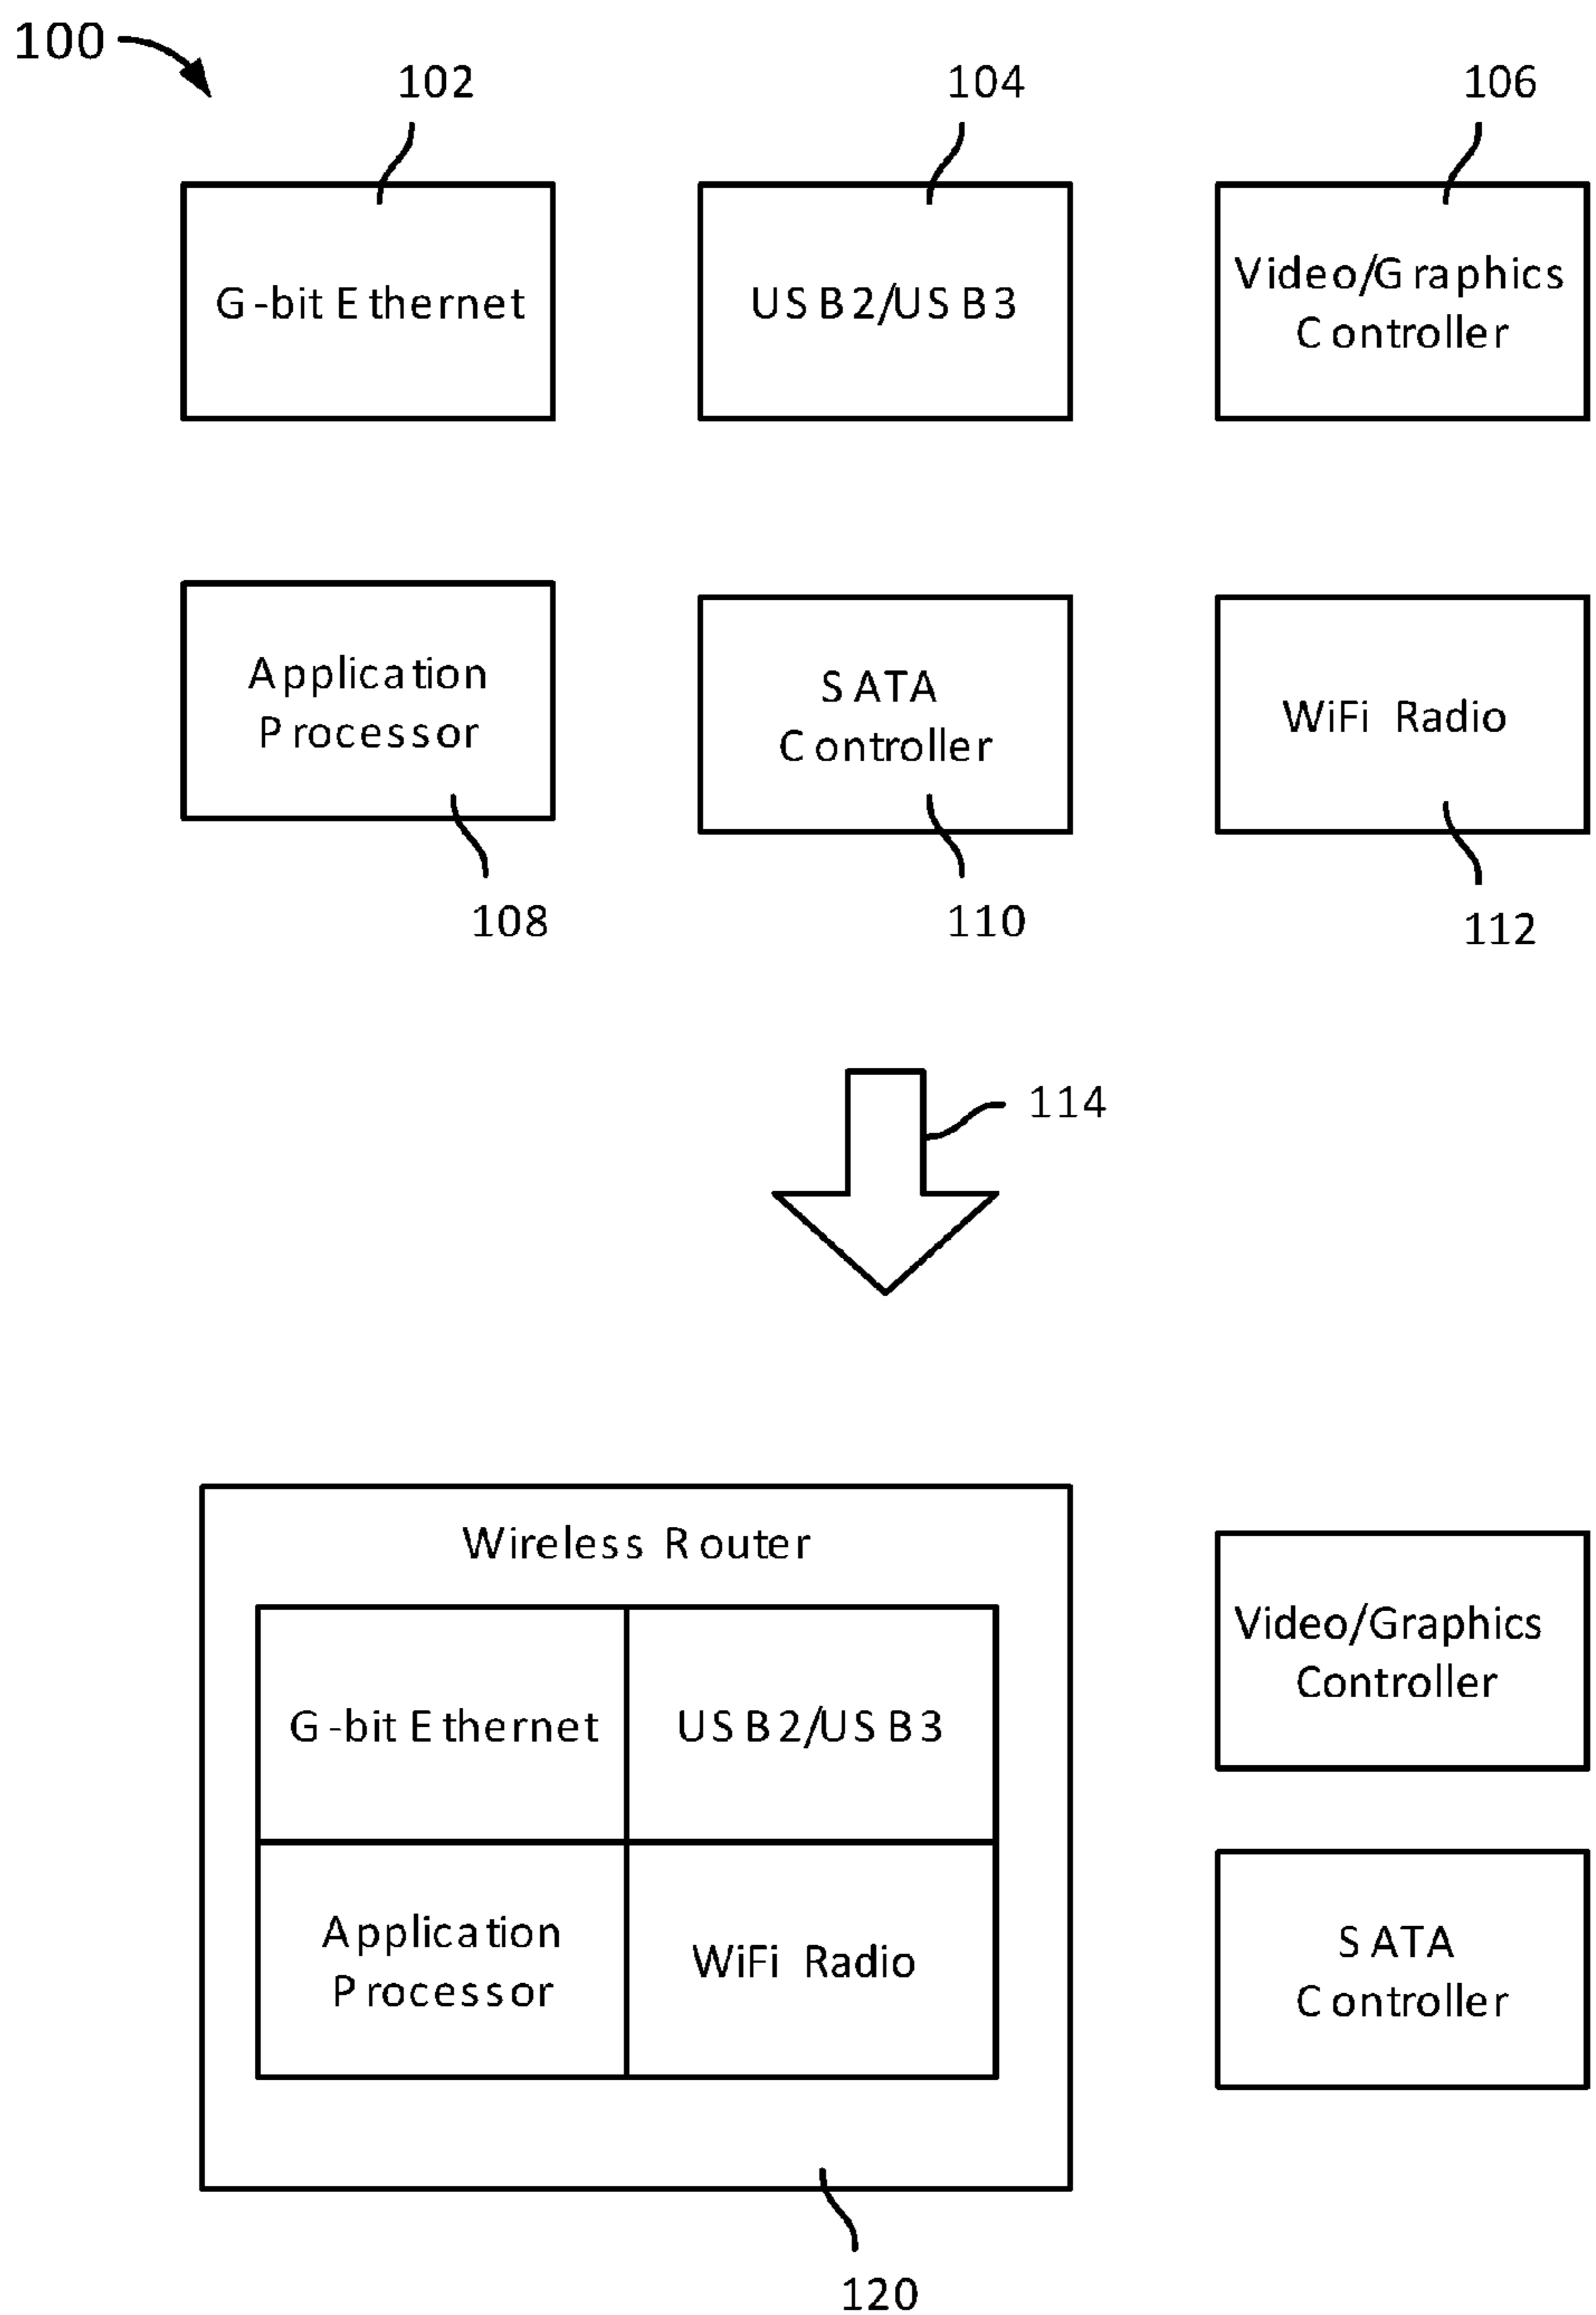 100
102
104
106
G-bit Ethernet
USB2/USB3
Video/Graphics
Controller
Application
Processor
SATA
Controller
WiFi Radio
108
110
112
114
Wireless Router
G-bit Ethernet
USB2/USB3
Application
Processor
WiFi Radio
Video/Graphics
Controller
SATA
Controller
120